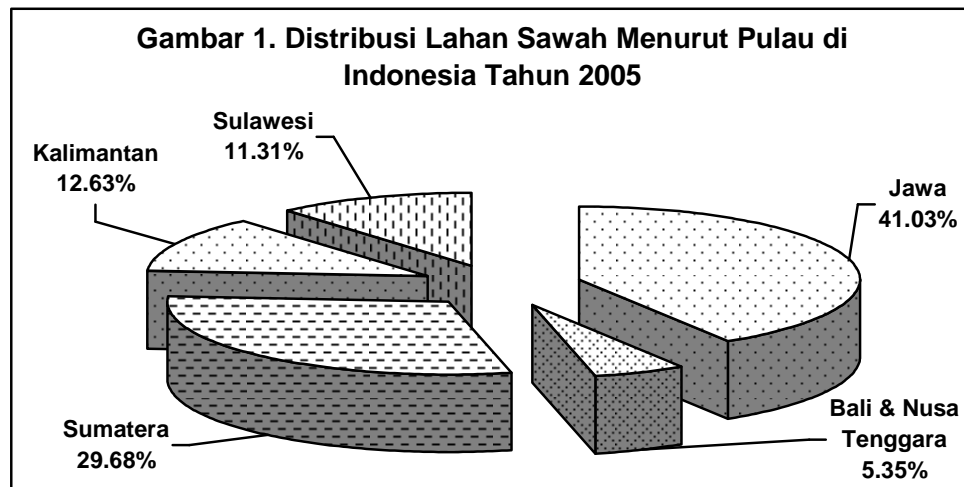 Gambar 1. Distribusi Lahan Sawah Menurut Pulau di
Indonesia Tahun 2005
Sulawesi
11.31%
Kalimantan
12.63%
Jawa
41.03%
Sumatera
29.68%
Bali & Nusa
Tenggara
5.35%